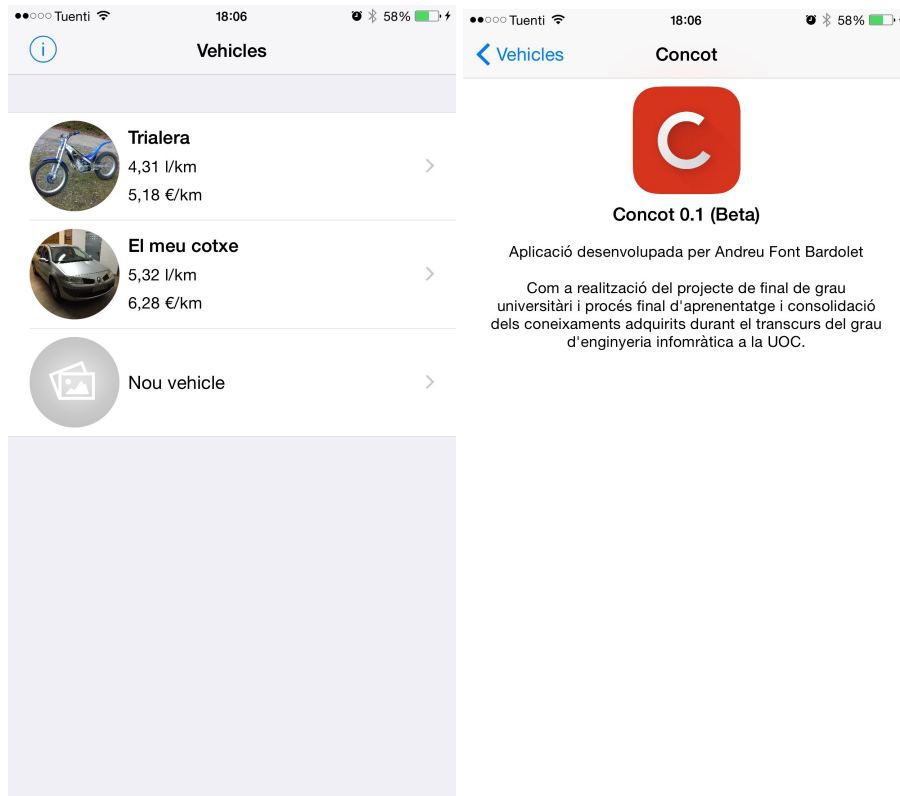 Tuenti 18:06 58%
Vehicles
Trialera
4,31 l/km
5,18 €/km
El meu cotxe
5,32 l/km
6,28 €/km
Nou vehicle
Tuenti 18:06 58%
Vehicles Concot
C
Concot 0.1 (Beta)
Aplicació desenvolupada per Andreu Font Bardolet
Com a realització del projecte de final de grau
universitàri i procés final d'aprenentatge i consolidació
dels coneixaments adquirits durant el transcurs del grau
d'enginyeria infomràtica a la UOC.